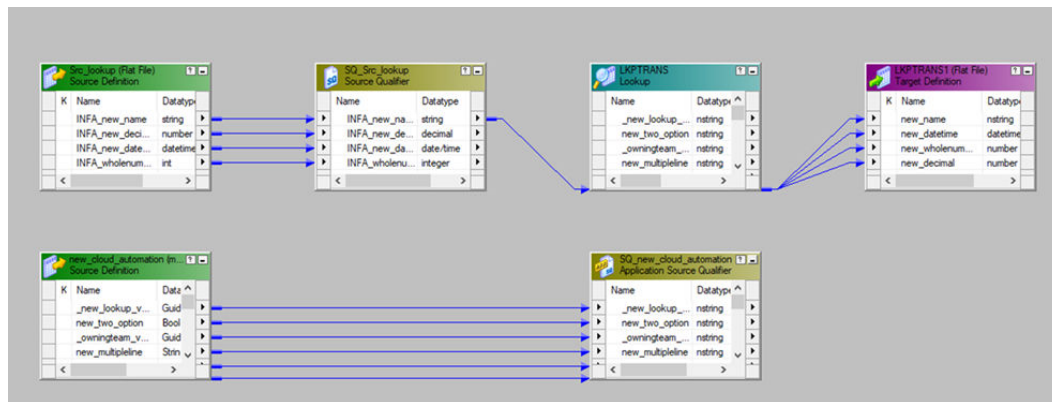 Src_lookup (Flat File)
Source Definition
K Name Datatyp
INFA_new_name string
INFA_new_deci... number
INFA_new_date... datetime
INFA_wholenum... int
SQ_Src_lookup
Source Qualifier
Name Datatype
INFA_new_na... string
INFA_new_de... decimal
INFA_new_da... date/time
INFA_wholenu... integer
LKPTRANS
Lookup
Name Datatyp
_new_lookup_... nstring
new_two_option nstring
_owningteam_... nstring
new_multipleline nstring
LKPTRANS1 (Flat File)
Target Definition
K Name Datatype
new_name nstring
new_datetime datetime
new_wholenum... number
new_decimal number
new_cloud_automation (m...
Source Definition
K Name Data
_new_lookup_v... Guid
new_two_option Bool
_owningteam_v... Guid
new_multipleline Strin
SQ_new_cloud_automation
Application Source Qualifier
Name Datatyp
_new_lookup_... nstring
new_two_option nstring
_owningteam_... nstring
new_multipleline nstring